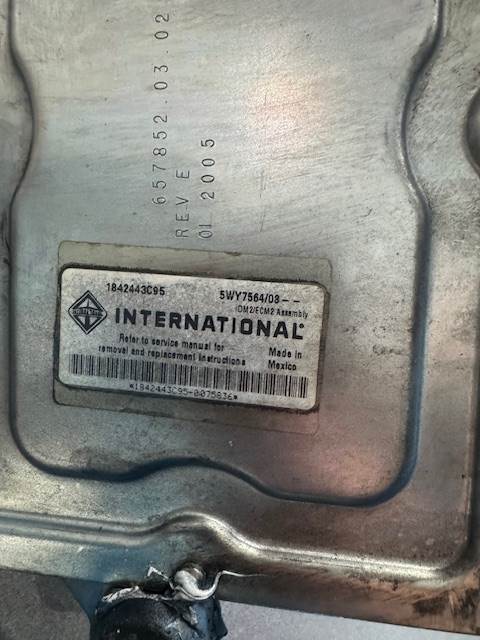 657852.03.02
REV E
01 2005
1842443C95 5WY7564/03--
IDM2/ECM2 Assembly
INTERNATIONAL®
Refer to service manual for
removal and replacement instructions
Made in
Mexico
*1842443C95-0075836*